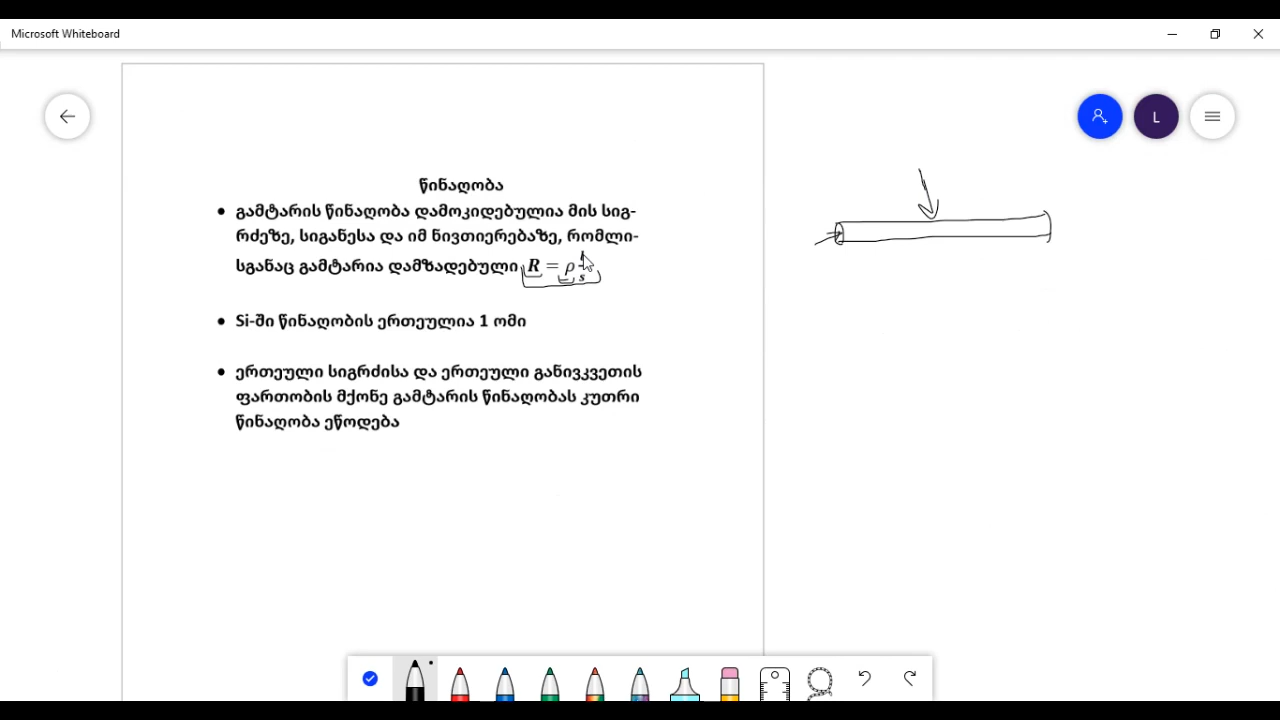 Microsoft Whiteboard
L
წინაღობა
• გამტარის წინაღობა დამოკიდებულია მის სიგ-
რძეზე, სიგანესა და იმ ნივთიერებაზე, რომლი-
სგანაც გამტარია დამზადებული R = ρ l/s
• Si-ში წინაღობის ერთეულია 1 ომი
• ერთეული სიგრძისა და ერთეული განივკვეთის
ფართობის მქონე გამტარის წინაღობას კუთრი
წინაღობა ეწოდება